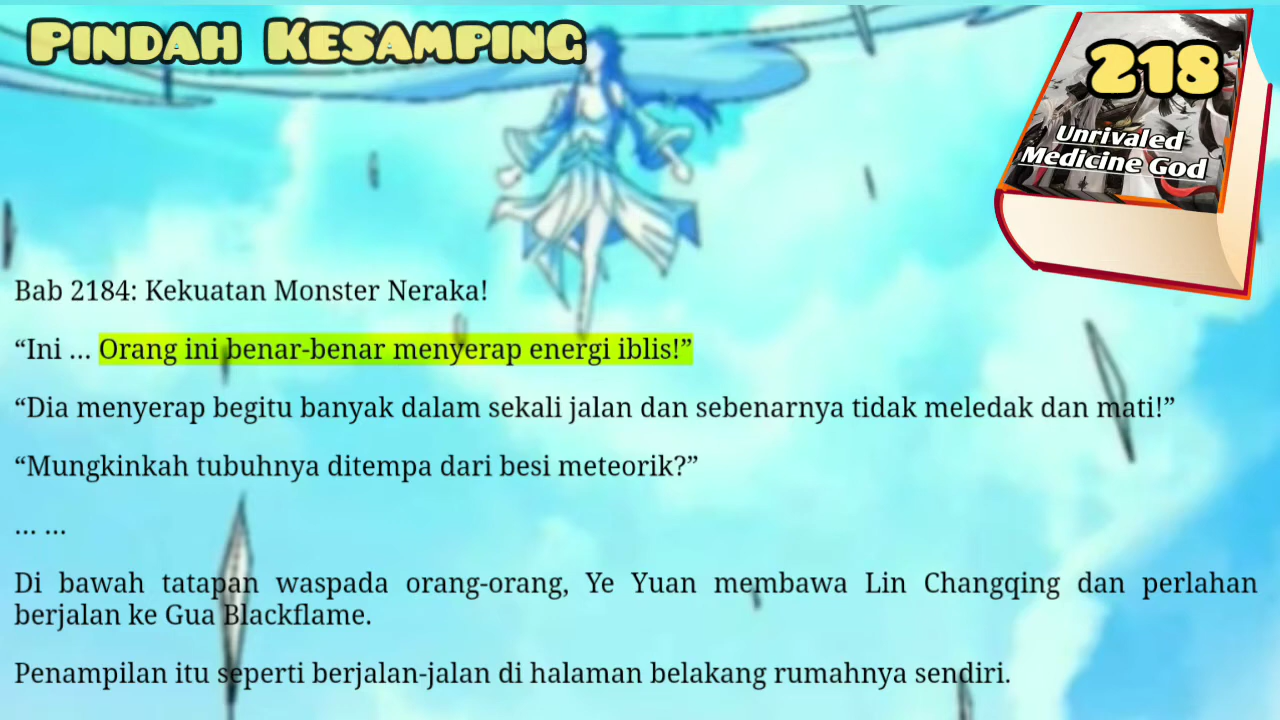 Pindah Kesamping
218
Unrivaled
Medicine God
Bab 2184: Kekuatan Monster Neraka!
“Ini ... Orang ini benar-benar menyerap energi iblis!”
“Dia menyerap begitu banyak dalam sekali jalan dan sebenarnya tidak meledak dan mati!”
“Mungkinkah tubuhnya ditempa dari besi meteorik?”
... ...
Di bawah tatapan waspada orang-orang, Ye Yuan membawa Lin Changqing dan perlahan
berjalan ke Gua Blackflame.
Penampilan itu seperti berjalan-jalan di halaman belakang rumahnya sendiri.